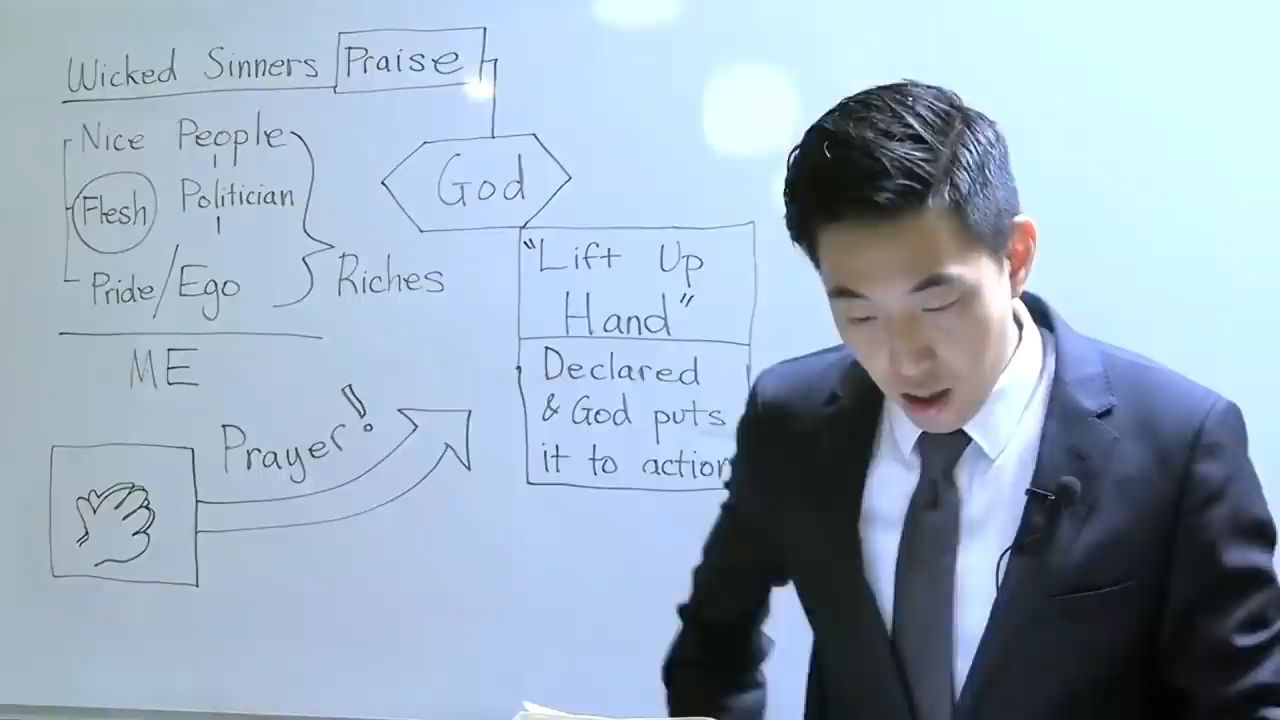 Wicked Sinners Praise
Nice People
Flesh Politician
Pride/Ego
Riches
ME
Prayer!
God
"Lift Up
Hand"
Declared
& God puts
it to action